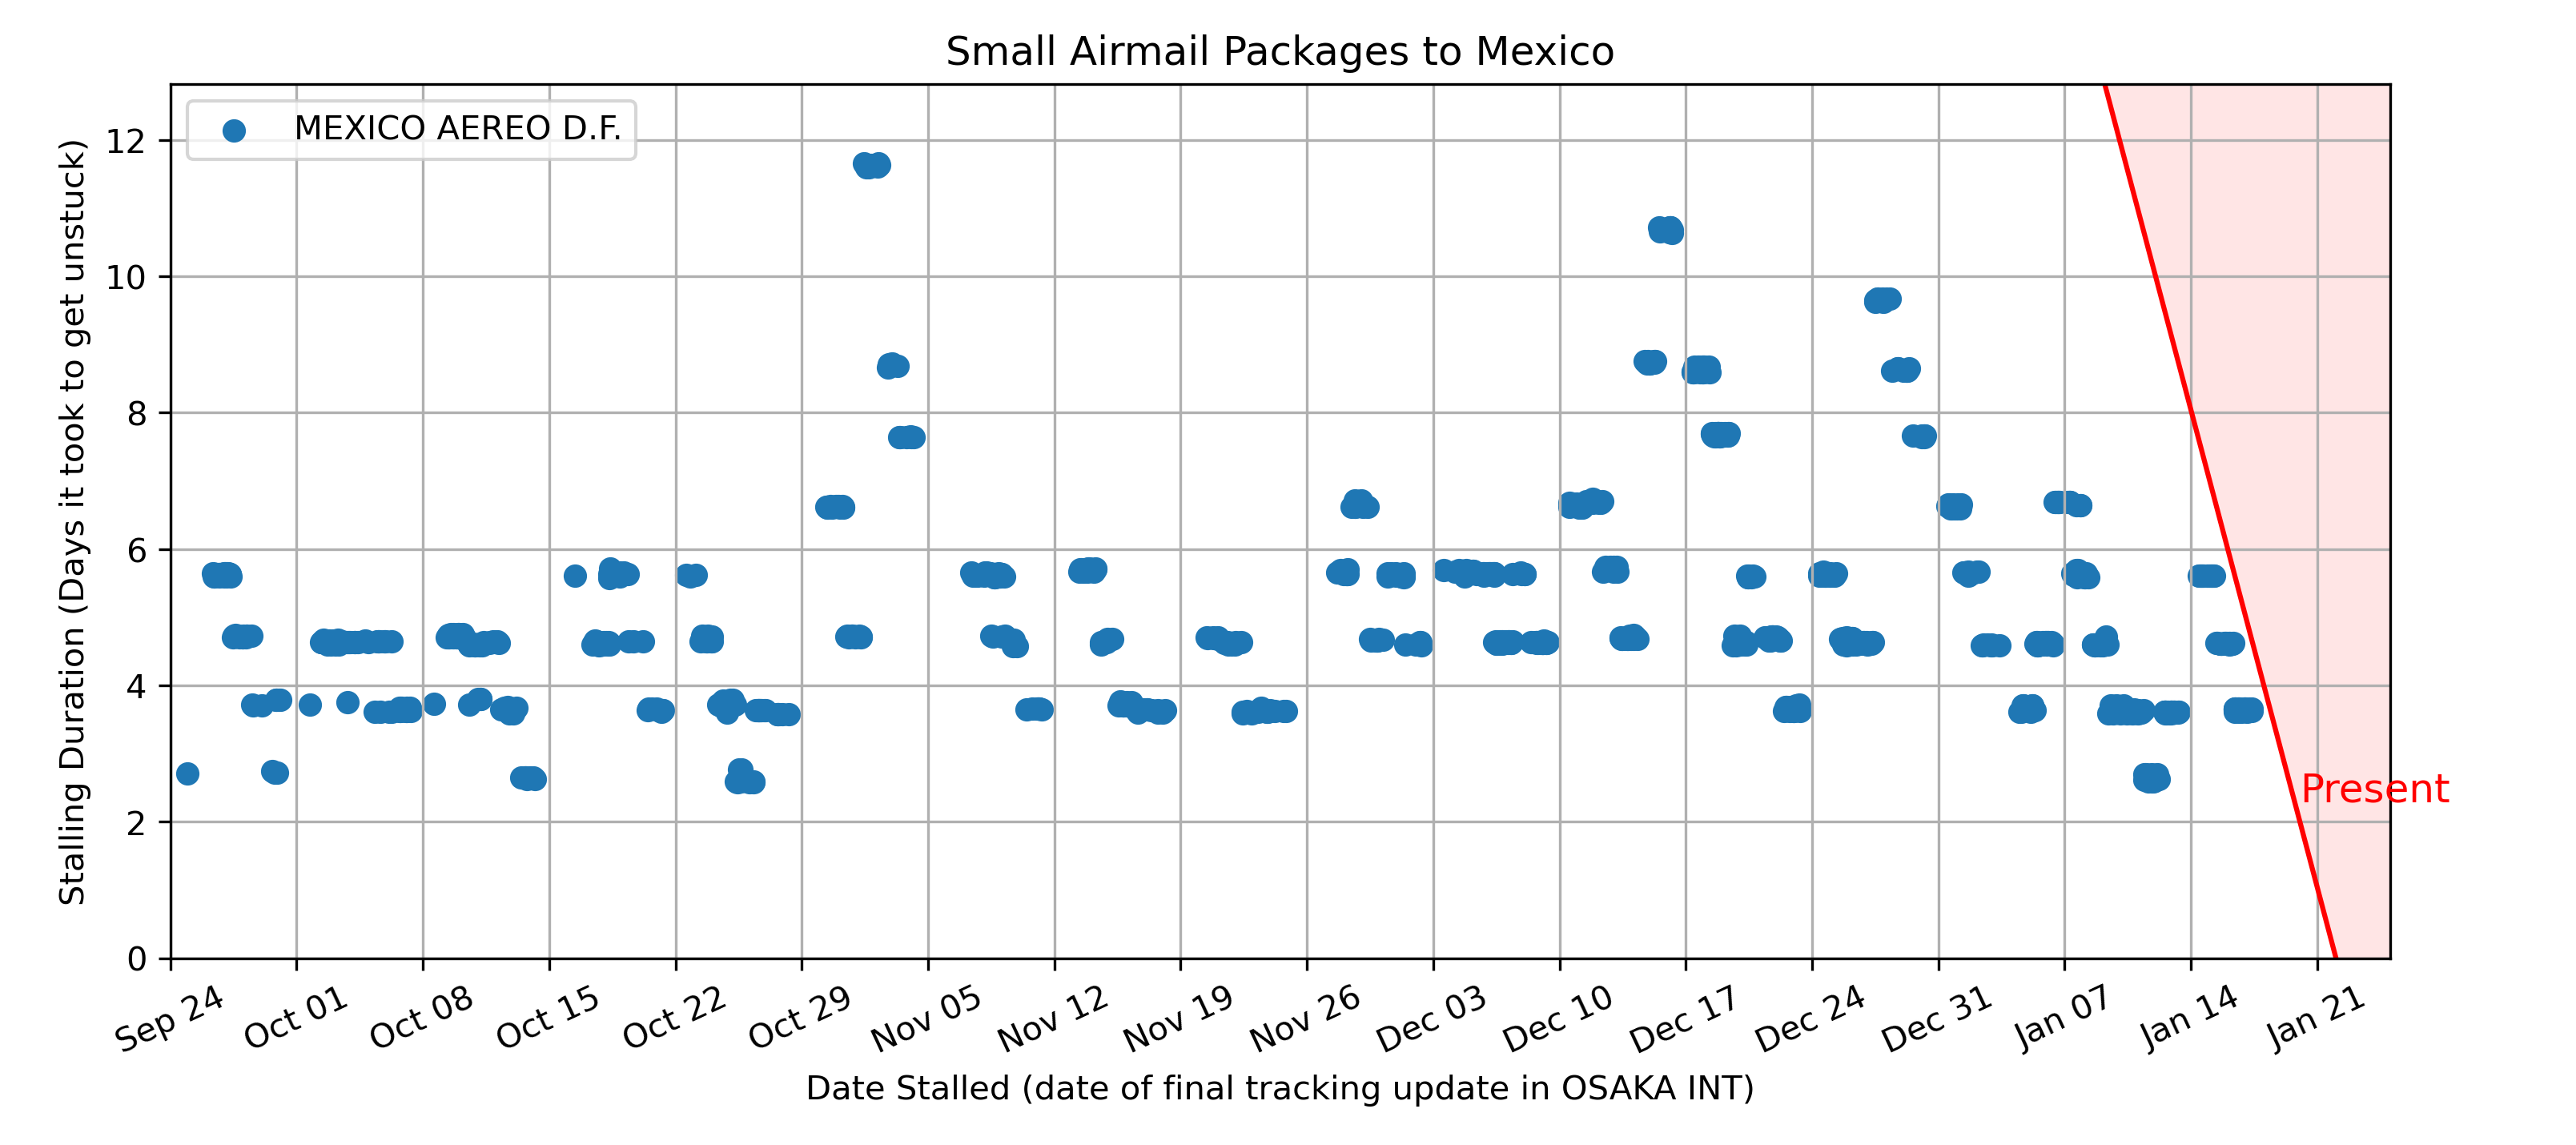 Small Airmail Packages to Mexico
MEXICO AEREO D.F.
Stalling Duration (Days it took to get unstuck)
12
10
8
6
4
2
0
Present
Sep 24 Oct 01 Oct 08 Oct 15 Oct 22 Oct 29 Nov 05 Nov 12 Nov 19 Nov 26 Dec 03 Dec 10 Dec 17 Dec 24 Dec 31 Jan 07 Jan 14 Jan 21
Date Stalled (date of final tracking update in OSAKA INT)